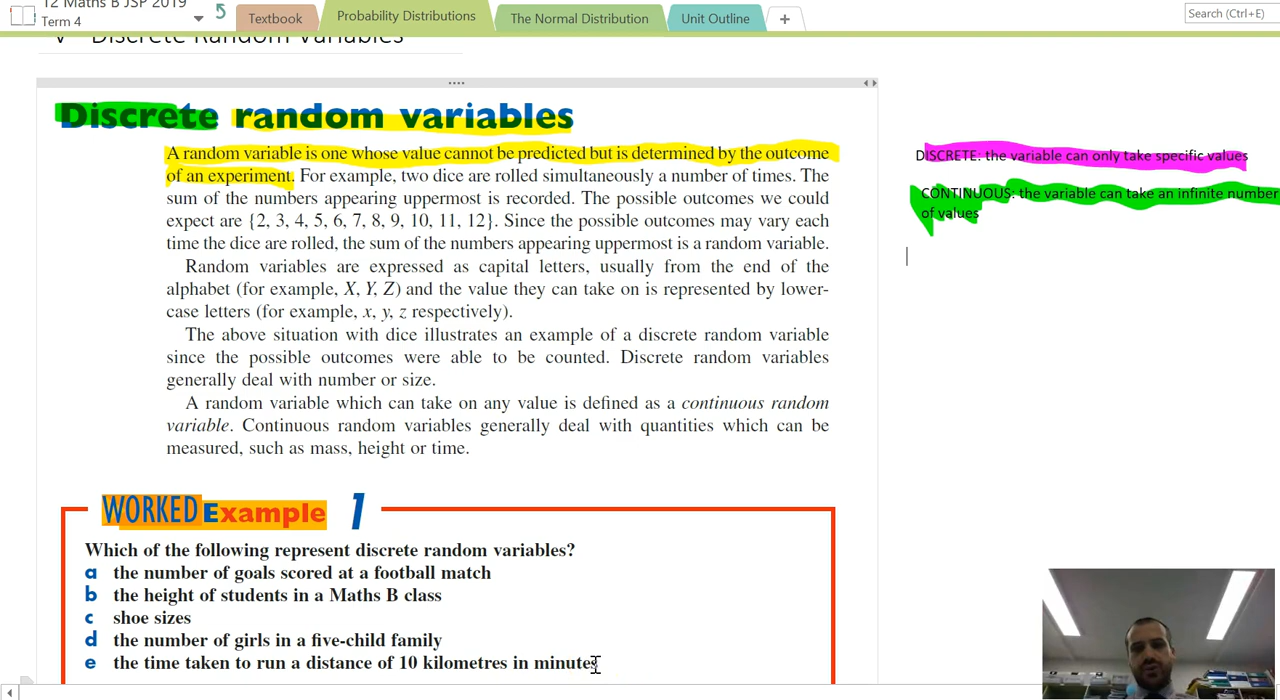 12 Maths B JSP 2019
Week 4
Term 4
Textbook
Probability Distributions
The Normal Distribution
Unit Outline
+
Search (Ctrl+E)
Discrete Random Variables
Discrete random variables
A random variable is one whose value cannot be predicted but is determined by the outcome
of an experiment. For example, two dice are rolled simultaneously a number of times. The
sum of the numbers appearing uppermost is recorded. The possible outcomes we could
expect are {2, 3, 4, 5, 6, 7, 8, 9, 10, 11, 12}. Since the possible outcomes may vary each
time the dice are rolled, the sum of the numbers appearing uppermost is a random variable.
Random variables are expressed as capital letters, usually from the end of the
alphabet (for example, X, Y, Z) and the value they can take on is represented by lower-
case letters (for example, x, y, z respectively).
The above situation with dice illustrates an example of a discrete random variable
since the possible outcomes were able to be counted. Discrete random variables
generally deal with number or size.
A random variable which can take on any value is defined as a continuous random
variable. Continuous random variables generally deal with quantities which can be
measured, such as mass, height or time.
WORKED Example 1
Which of the following represent discrete random variables?
a the number of goals scored at a football match
b the height of students in a Maths B class
c shoe sizes
d the number of girls in a five-child family
e the time taken to run a distance of 10 kilometres in minutes
DISCRETE: the variable can only take specific values
CONTINUOUS: the variable can take an infinite number
of values